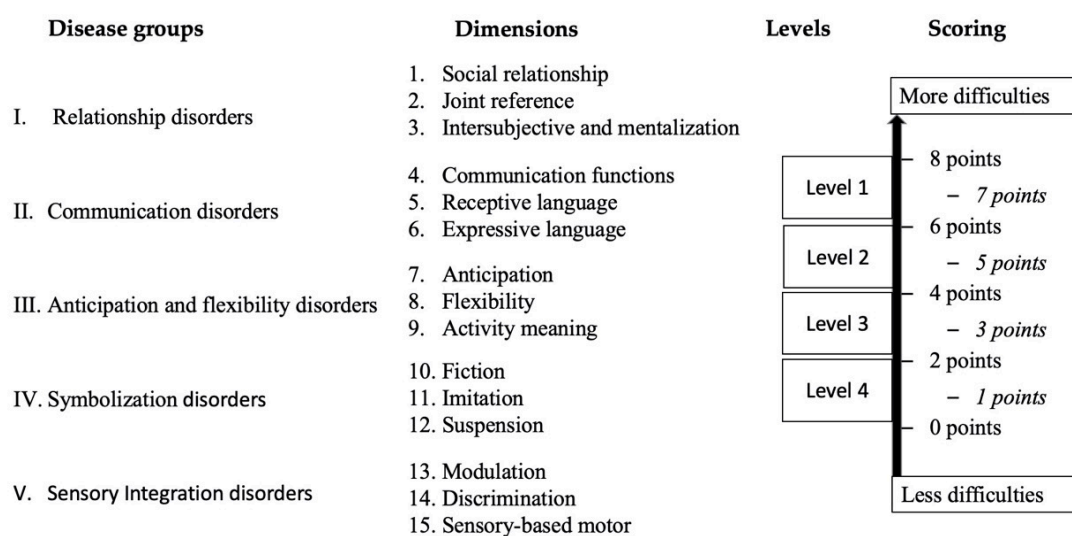 Disease groups
Dimensions
Levels
Scoring
I. Relationship disorders
1. Social relationship
2. Joint reference
3. Intersubjective and mentalization
II. Communication disorders
4. Communication functions
5. Receptive language
6. Expressive language
III. Anticipation and flexibility disorders
7. Anticipation
8. Flexibility
9. Activity meaning
IV. Symbolization disorders
10. Fiction
11. Imitation
12. Suspension
V. Sensory Integration disorders
13. Modulation
14. Discrimination
15. Sensory-based motor
Level 1
Level 2
Level 3
Level 4
More difficulties
8 points
– 7 points
6 points
– 5 points
4 points
– 3 points
2 points
– 1 points
0 points
Less difficulties